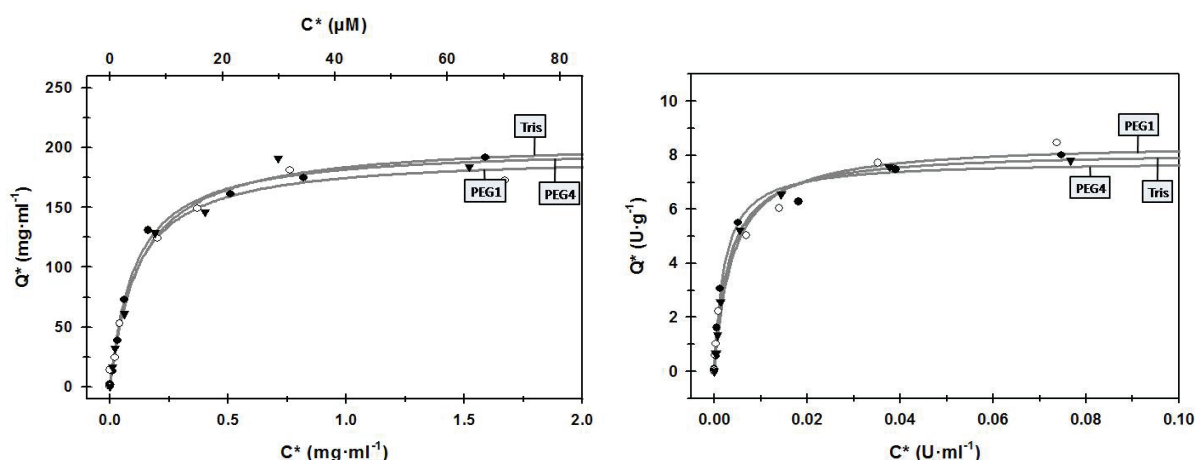 C* (µM)
0 20 40 60 80
250
200
150
100
50
0
Q* (mg·ml⁻¹)
Tris
PEG1
PEG4
0.0 0.5 1.0 1.5 2.0
C* (mg·ml⁻¹)
10
8
6
4
2
0
Q* (U·g⁻¹)
PEG1
PEG4
Tris
0.00 0.02 0.04 0.06 0.08 0.10
C* (U·ml⁻¹)